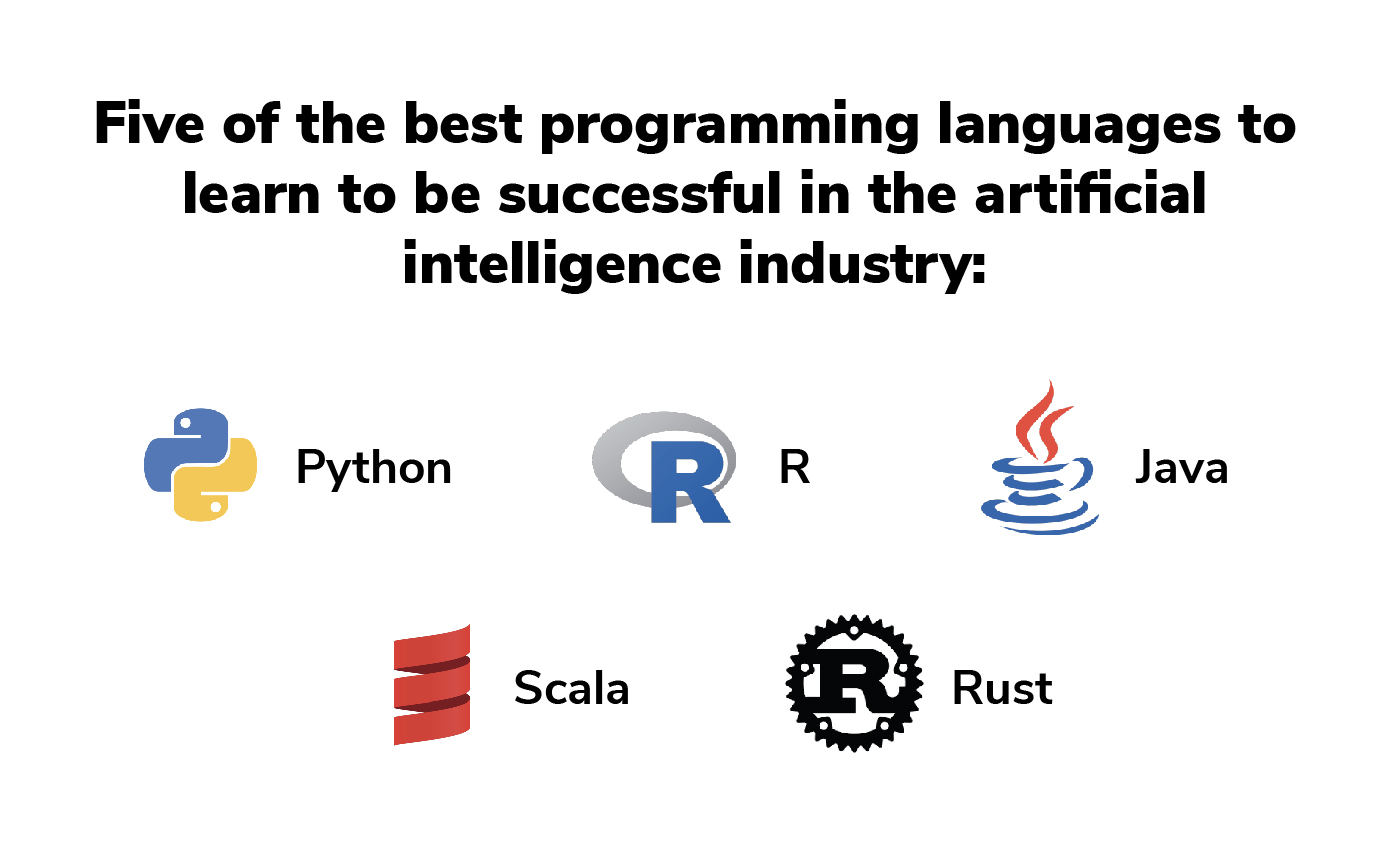 Five of the best programming languages to
learn to be successful in the artificial
intelligence industry:
Python
R
R
Java
Scala
R
Rust